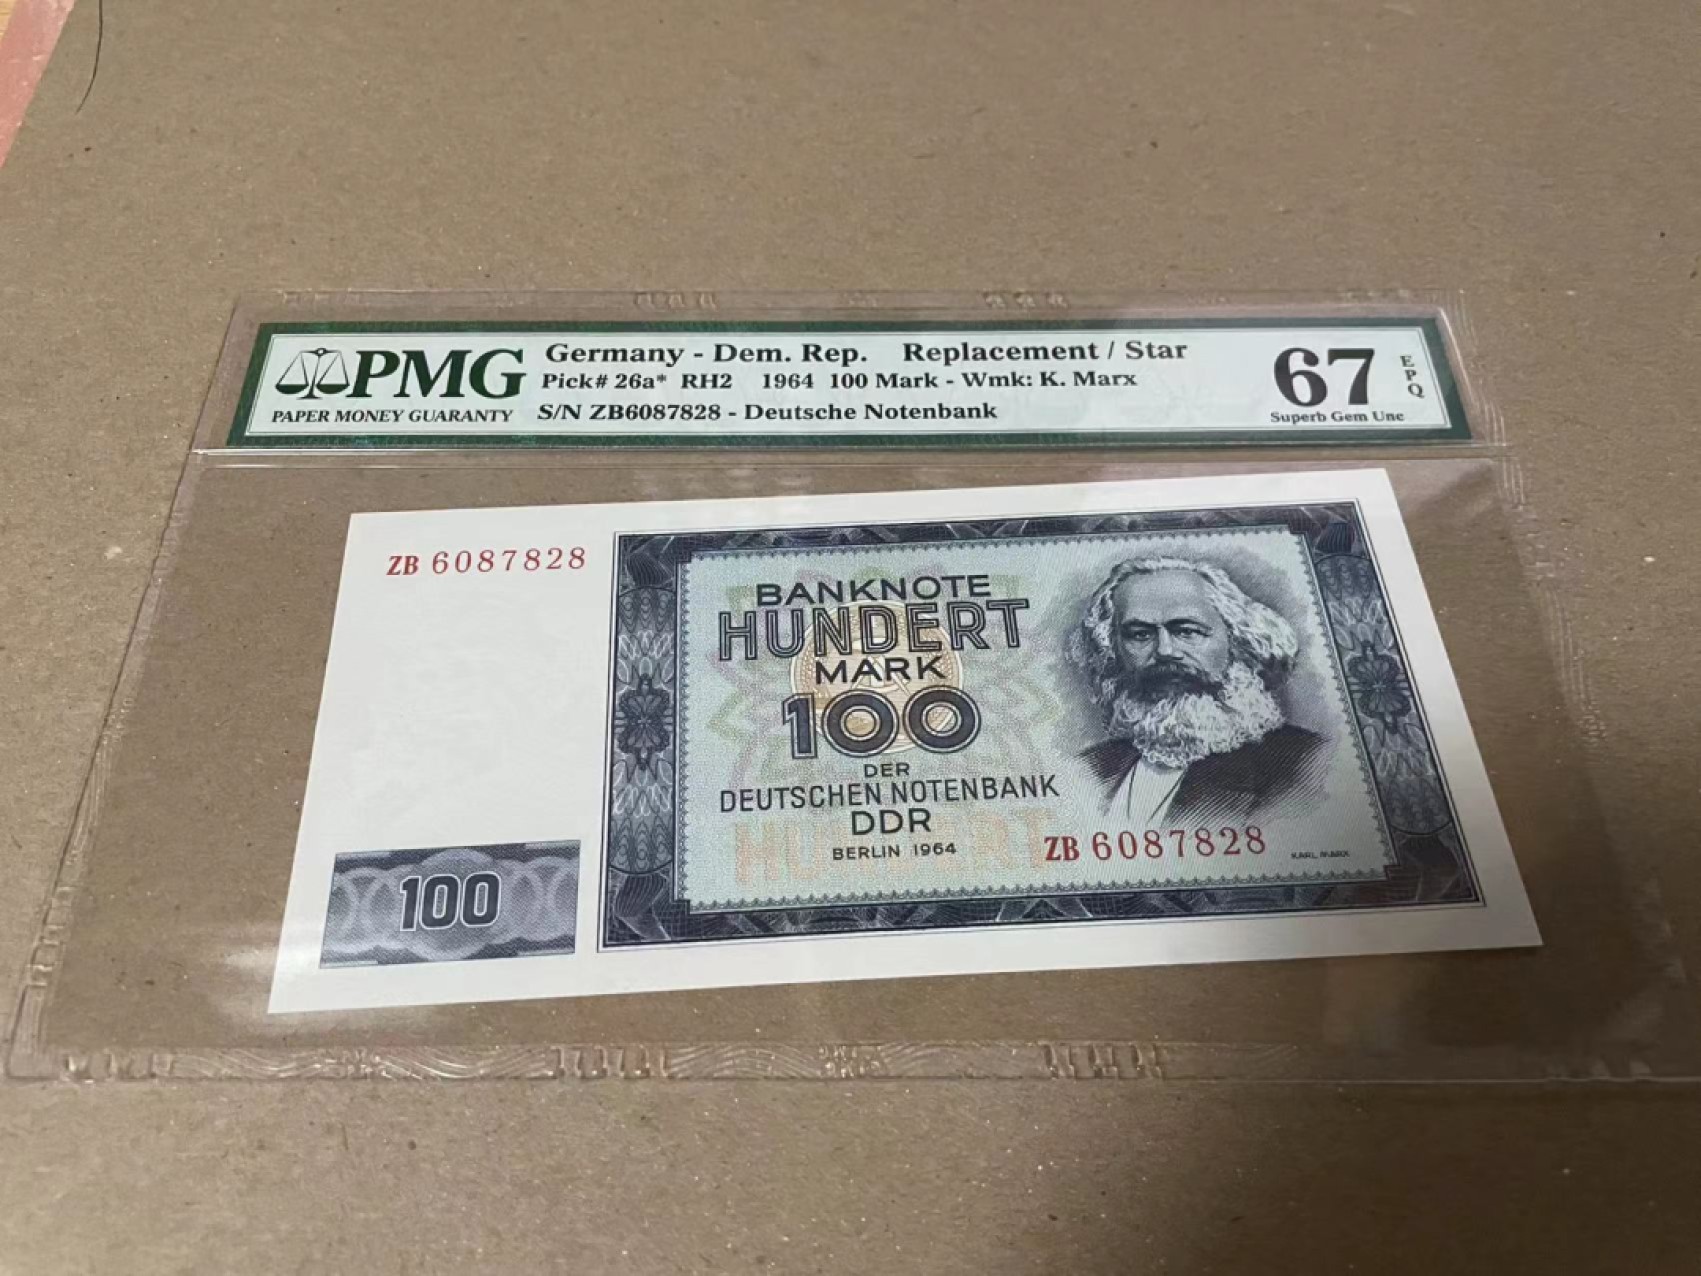 PMG
PAPER MONEY GUARANTY
Germany - Dem. Rep. Replacement / Star
Pick# 26a* RH2 1964 100 Mark - Wmk: K. Marx
S/N ZB6087828 - Deutsche Notenbank
67
EPQ
Superb Gem Unc
ZB 6087828
BANKNOTE
HUNDERT
MARK
100
DER
DEUTSCHEN NOTENBANK
DDR
BERLIN 1964
HUNDERT
ZB 6087828
KARL MARX
100